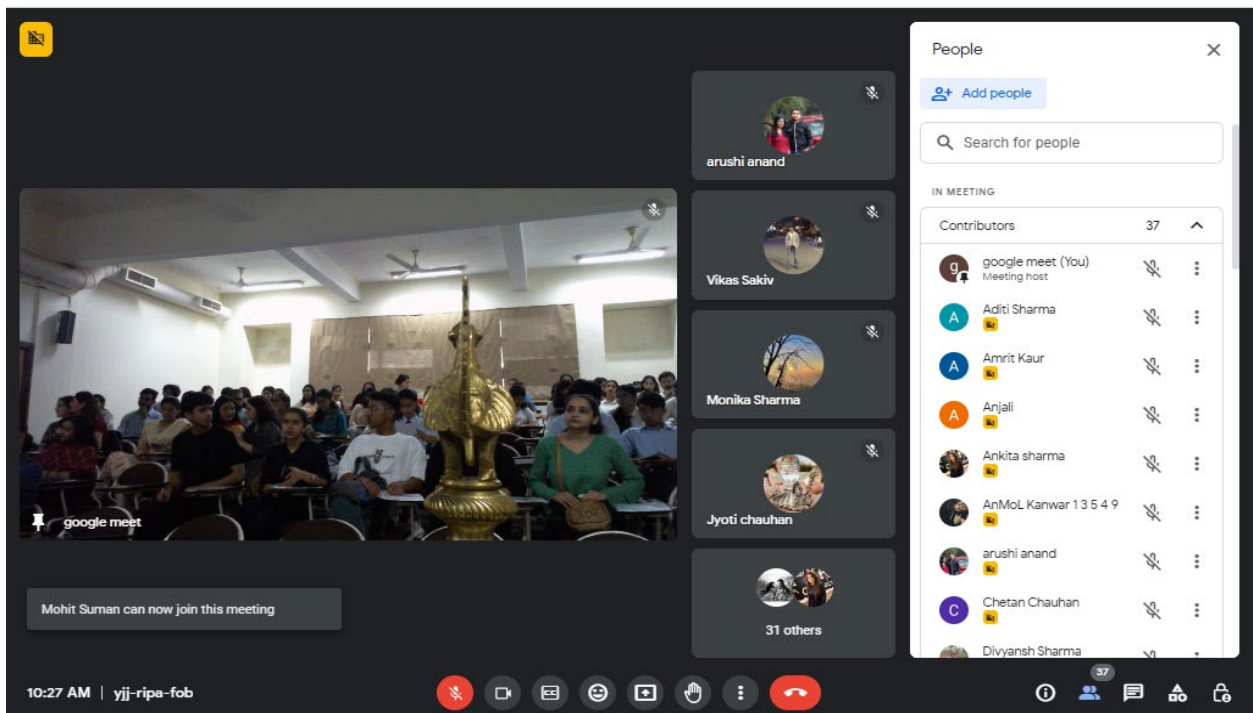 People
Add people
Search for people
IN MEETING
Contributors 37
g google meet (You)
Meeting host
A Aditi Sharma
A Amrit Kaur
A Anjali
Ankita sharma
AnMoL Kanwar 1 3 5 4 9
arushi anand
C Chetan Chauhan
Divyansh Sharma
arushi anand
Vikas Sakiv
Monika Sharma
Jyoti chauhan
31 others
google meet
Mohit Suman can now join this meeting
10:27 AM | yjj-ripa-fob
CC
37